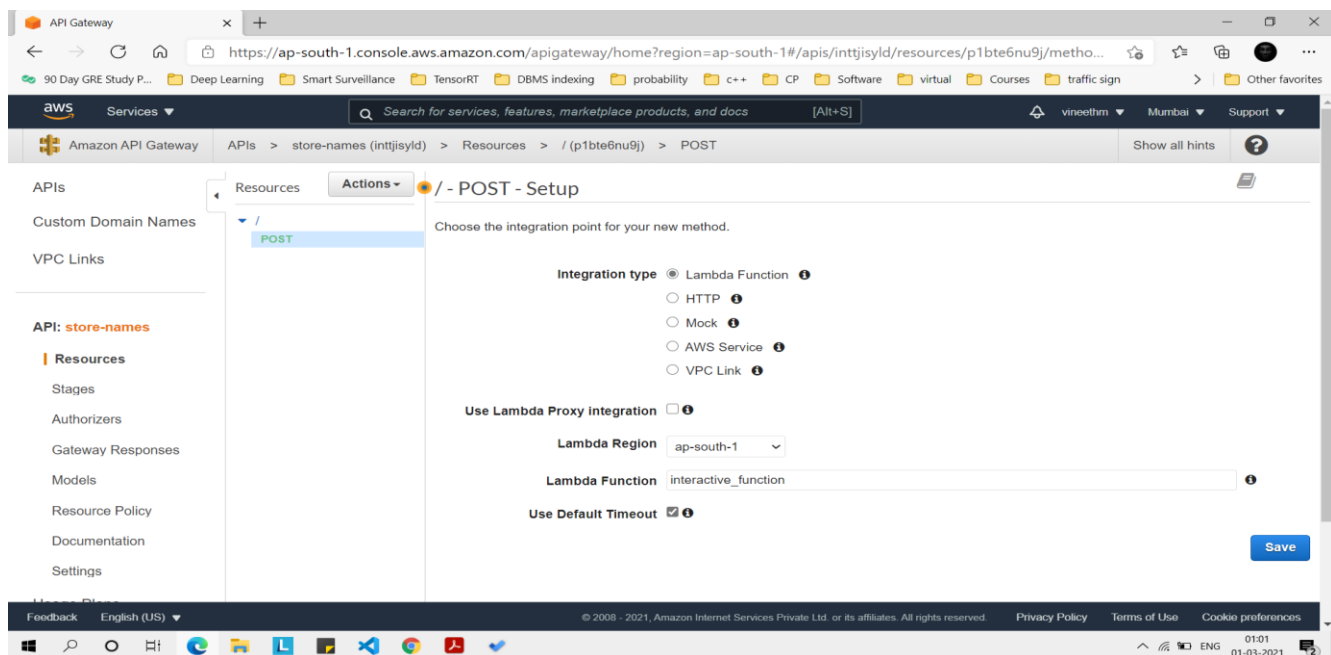 API Gateway
https://ap-south-1.console.aws.amazon.com/apigateway/home?region=ap-south-1#/apis/inttjisyld/resources/p1bte6nu9j/metho...
90 Day GRE Study P... Deep Learning Smart Surveillance TensorRT DBMS indexing probability c++ CP Software virtual Courses traffic sign Other favorites
aws Services Search for services, features, marketplace products, and docs [Alt+S] vineethm Mumbai Support
Amazon API Gateway APIs > store-names (inttjisyld) > Resources > / (p1bte6nu9j) > POST Show all hints
APIs
Custom Domain Names
VPC Links
API: store-names
Resources
Stages
Authorizers
Gateway Responses
Models
Resource Policy
Documentation
Settings
Resources Actions
/
POST
/ - POST - Setup
Choose the integration point for your new method.
Integration type Lambda Function
HTTP
Mock
AWS Service
VPC Link
Use Lambda Proxy integration
Lambda Region ap-south-1
Lambda Function interactive_function
Use Default Timeout
Save
Feedback English (US) © 2008 - 2021, Amazon Internet Services Private Ltd. or its affiliates. All rights reserved. Privacy Policy Terms of Use Cookie preferences
ENG 01:01
01-03-2021